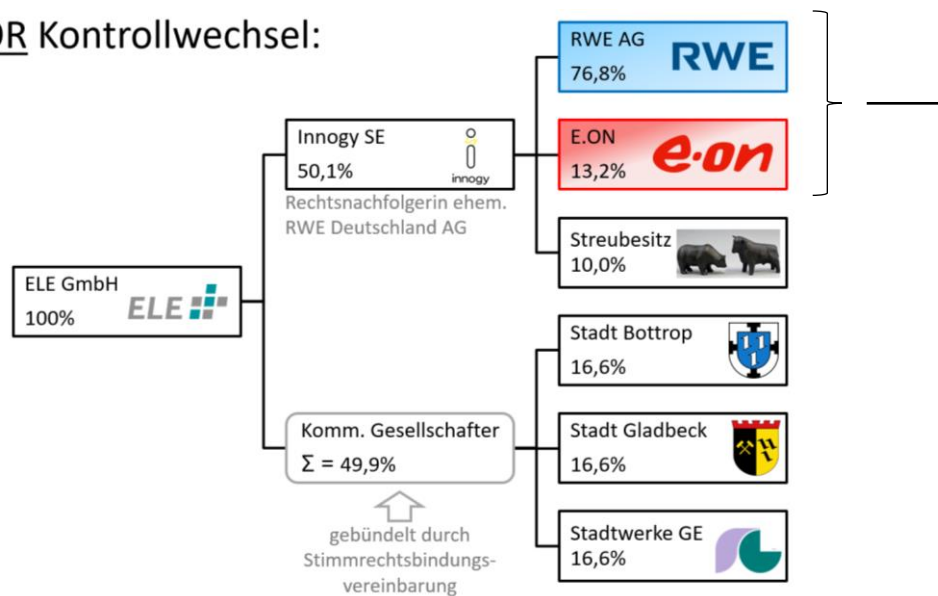 OR Kontrollwechsel:
RWE AG
76,8%
RWE
Innogy SE
50,1%
innogy
Rechtsnachfolgerin ehem.
RWE Deutschland AG
E.ON
13,2%
e·on
Streubesitz
10,0%
ELE GmbH
100%
ELE
Stadt Bottrop
16,6%
Komm. Gesellschafter
Σ = 49,9%
gebündelt durch
Stimmrechtsbindungs-
vereinbarung
Stadt Gladbeck
16,6%
Stadtwerke GE
16,6%